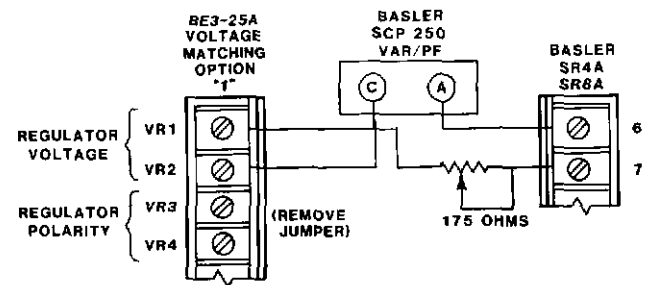 BE3-25A
VOLTAGE
MATCHING
OPTION
"1"
BASLER
SCP 250
VAR/PF
C
A
BASLER
SR4A
SR8A
REGULATOR
VOLTAGE
VR1
VR2
6
7
REGULATOR
POLARITY
VR3
VR4
(REMOVE
JUMPER)
175 OHMS